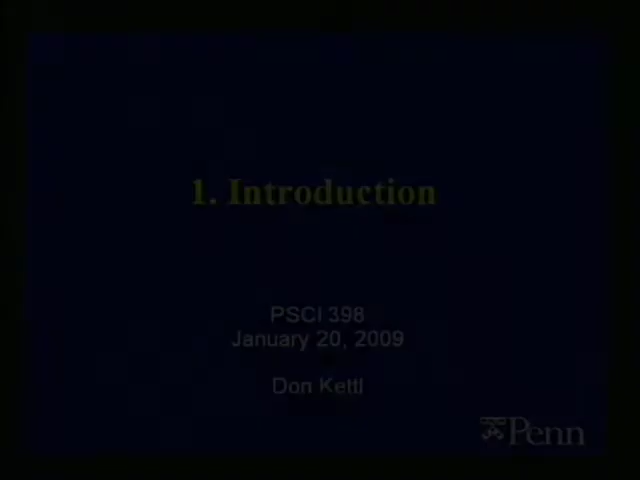 1. Introduction
PSCI 398
January 20, 2009
Don Kettl
Penn